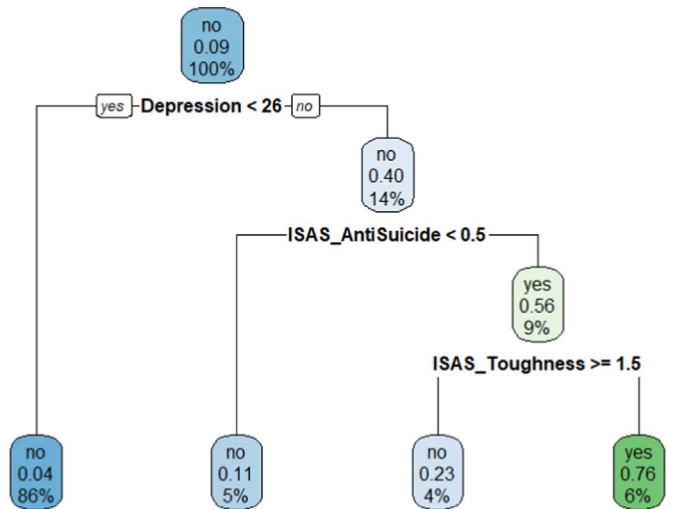 no
0.09
100%
yes Depression < 26 no
no
0.40
14%
ISAS_AntiSuicide < 0.5
yes
0.56
9%
ISAS_Toughness >= 1.5
no
0.04
86%
no
0.11
5%
no
0.23
4%
yes
0.76
6%